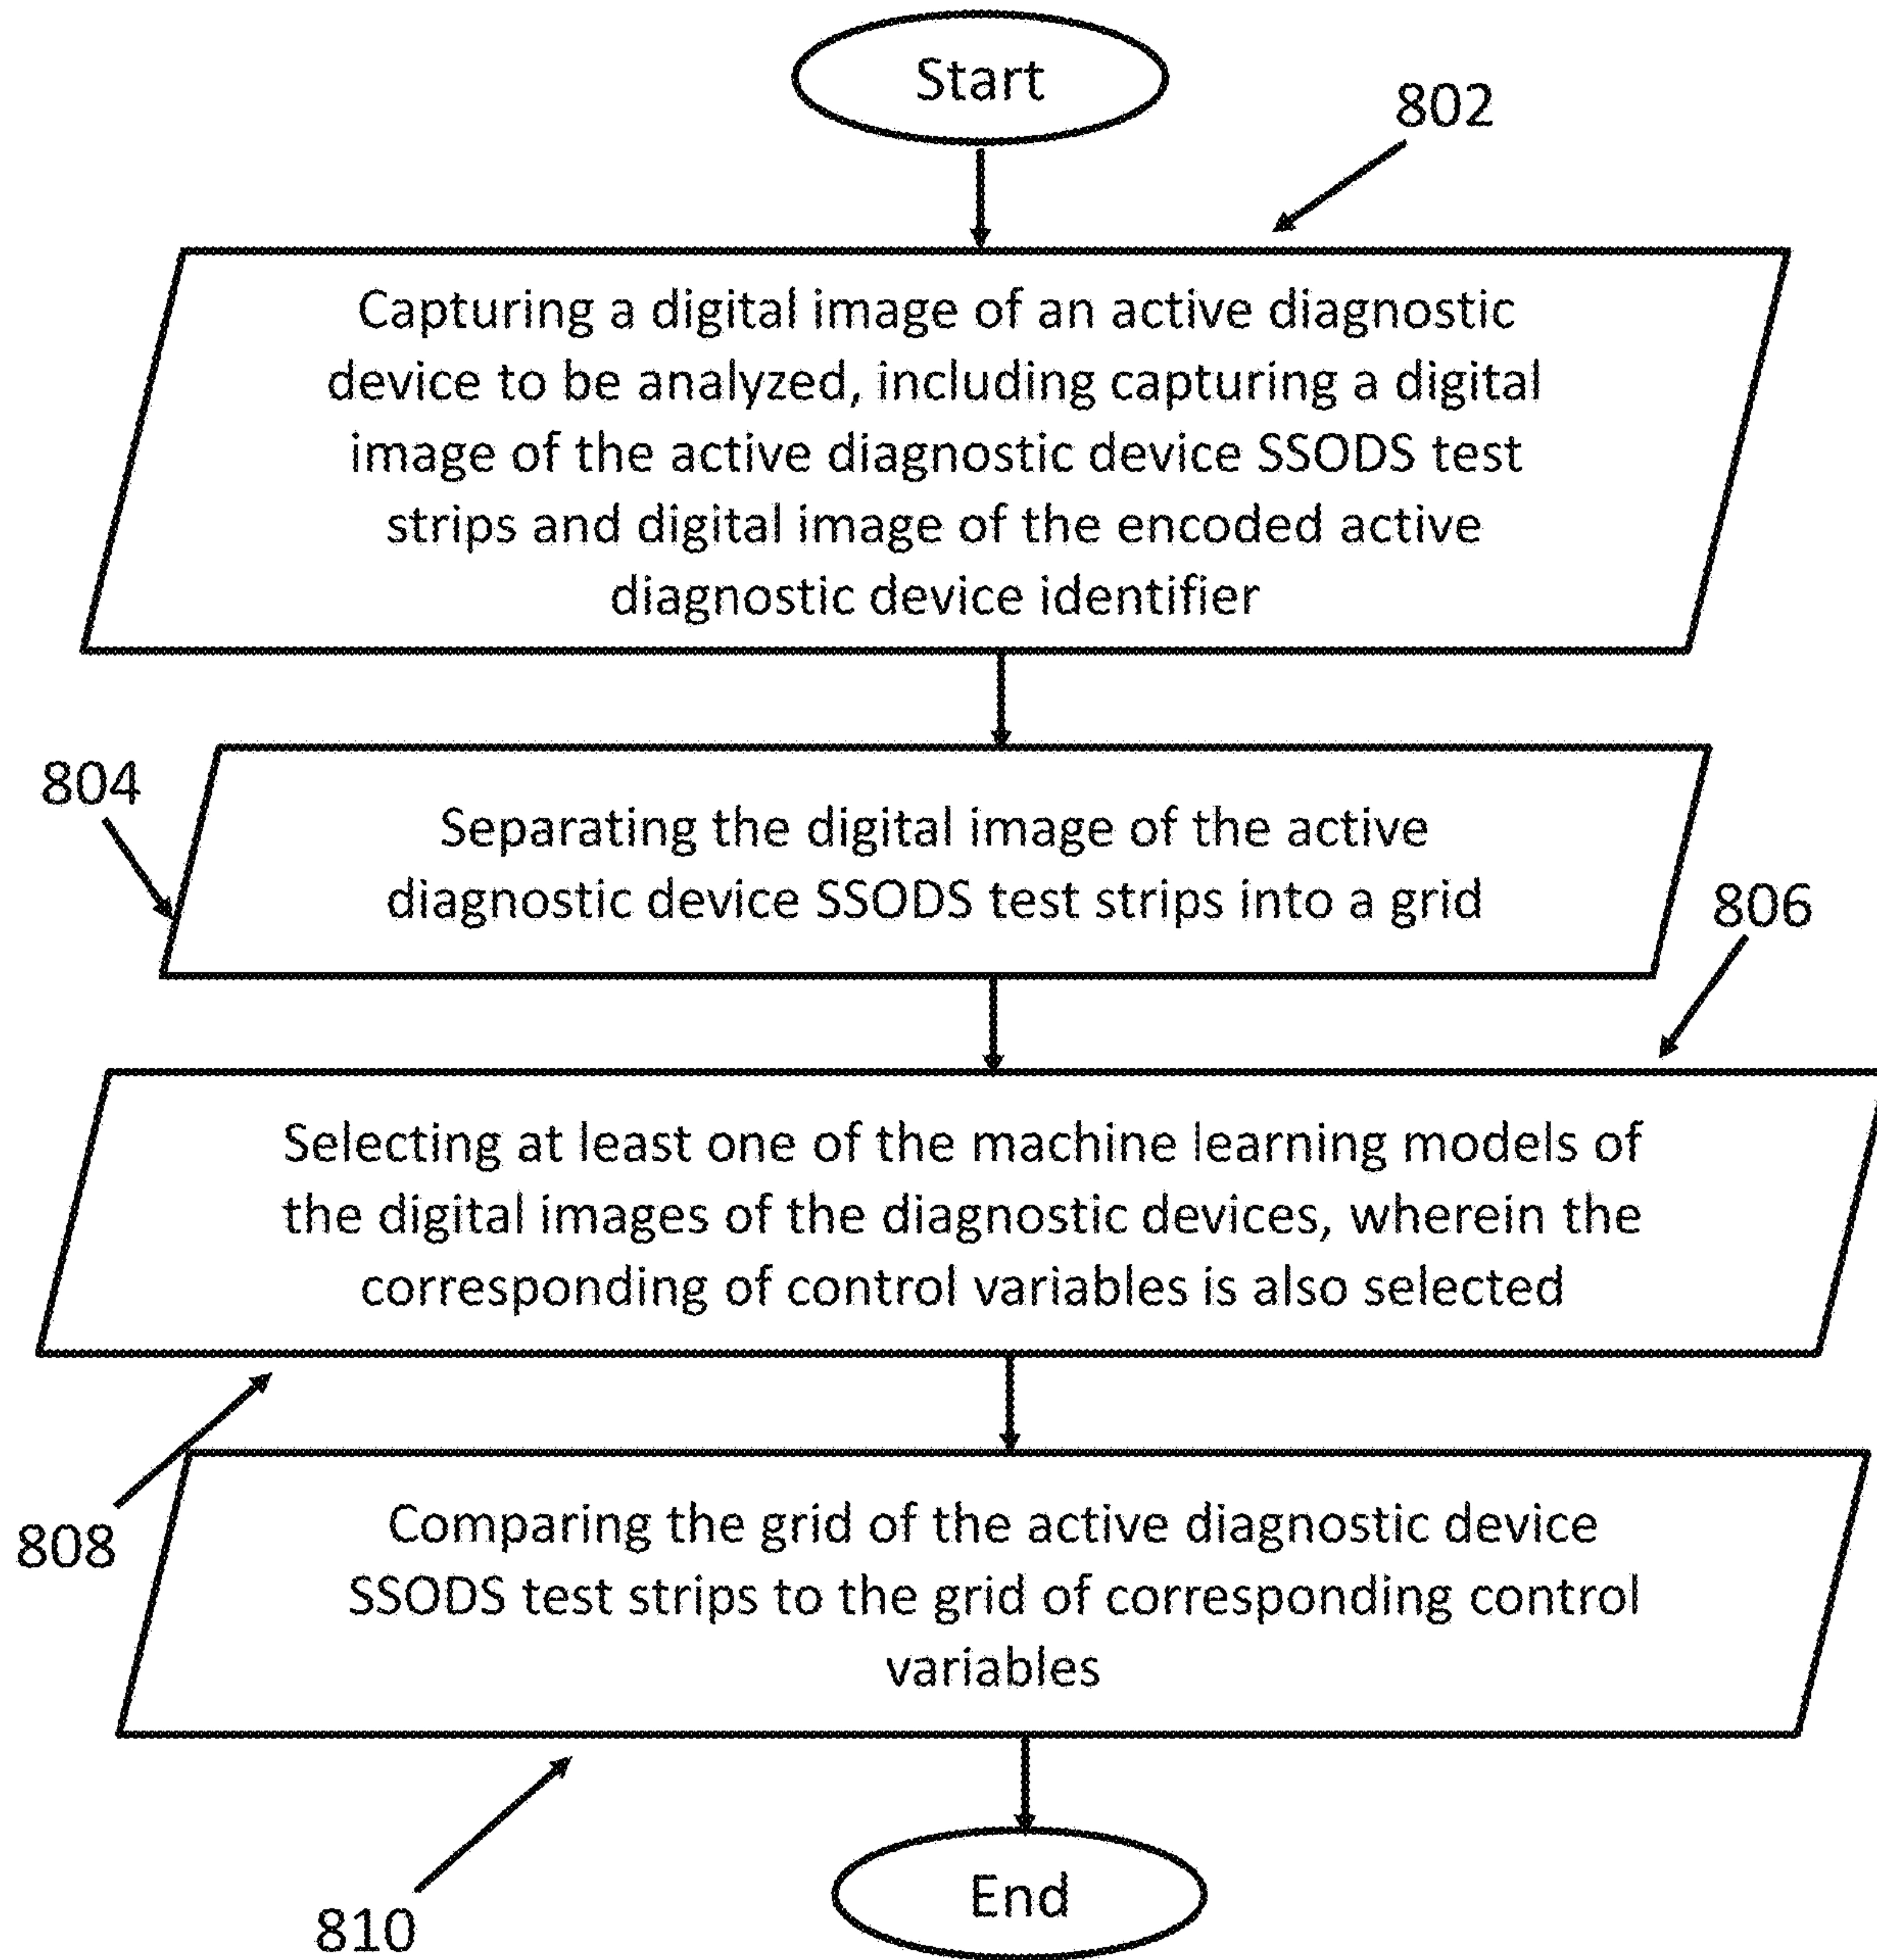 Start
802
Capturing a digital image of an active diagnostic
device to be analyzed, including capturing a digital
image of the active diagnostic device SSODS test
strips and digital image of the encoded active
diagnostic device identifier
804
Separating the digital image of the active
diagnostic device SSODS test strips into a grid
806
Selecting at least one of the machine learning models of
the digital images of the diagnostic devices, wherein the
corresponding of control variables is also selected
808
Comparing the grid of the active diagnostic device
SSODS test strips to the grid of corresponding control
variables
810
End